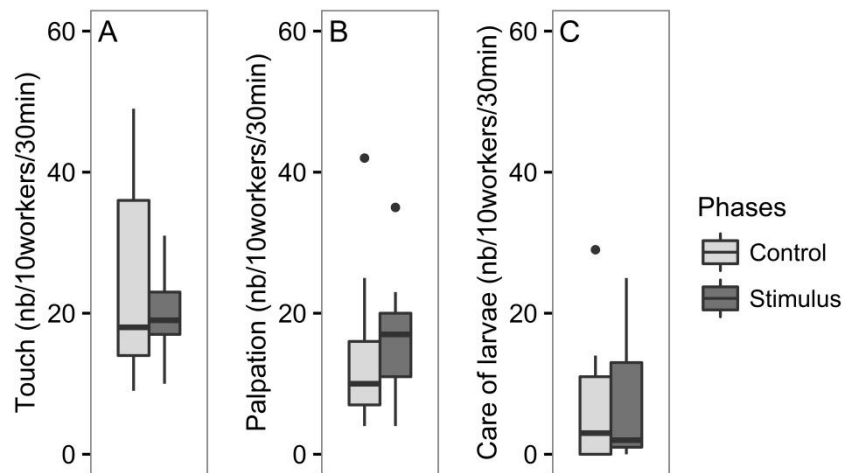 A
Touch (nb/10workers/30min)
60
40
20
0
B
Palpation (nb/10workers/30min)
60
40
20
0
C
Care of larvae (nb/10workers/30min)
60
40
20
0
Phases
Control
Stimulus